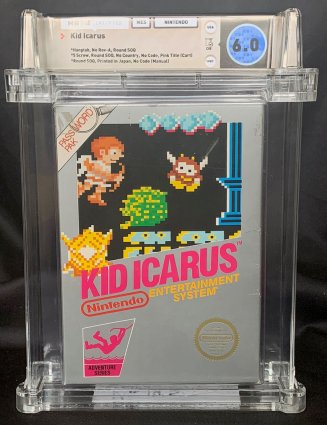 NES
NINTENDO
Kid Icarus
6.0
*Hangtab, No Rev-A, Round SOQ
*5 Screw, Round SOQ, No Country, No Code, Pink Title (Cart)
*Round SOQ, Printed in Japan, No Code (Manual)
PASSWORD
PAK
KID ICARUS™
Nintendo
ENTERTAINMENT
SYSTEM
ADVENTURE
SERIES